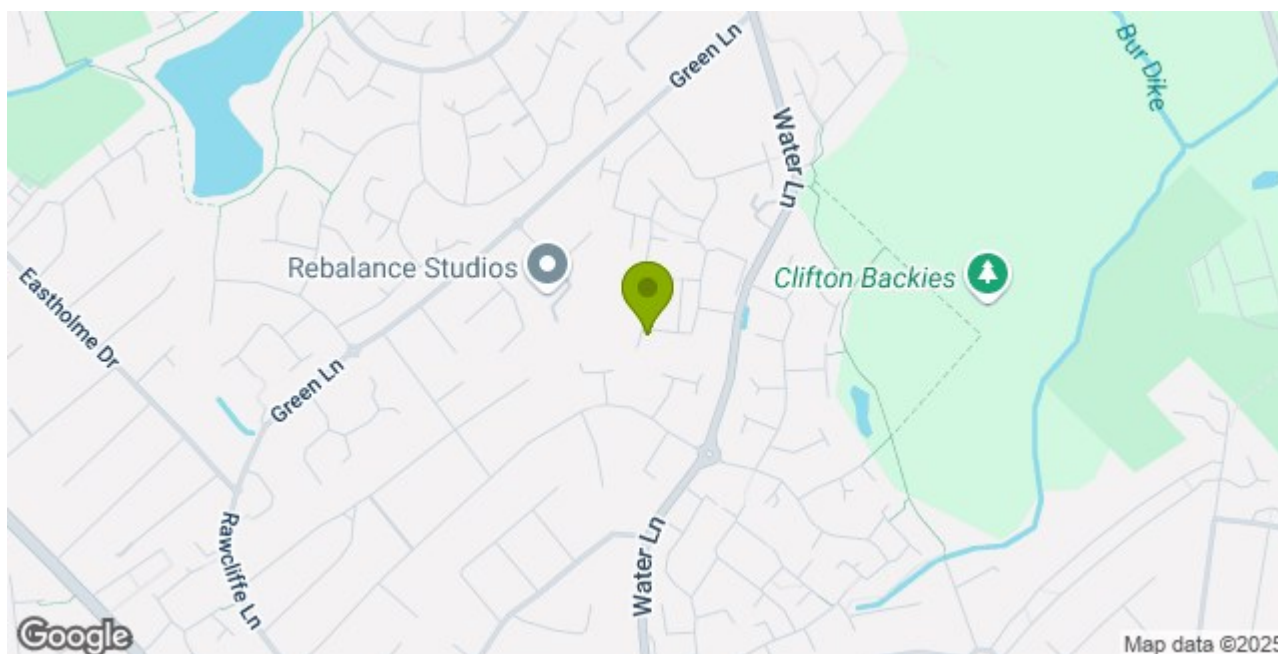 Green Ln
Bur Dike
Water Ln
Rebalance Studios
Clifton Backies
Eastholme Dr
Green Ln
Rawcliffe Ln
Water Ln
Google
Map data ©2025